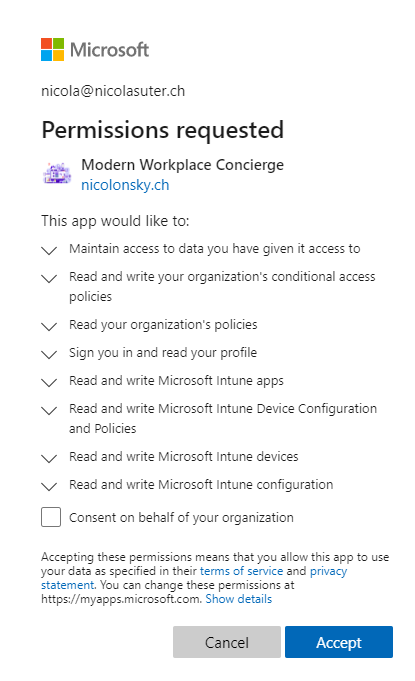 Microsoft
nicola@nicolasuter.ch
Permissions requested
Modern Workplace Concierge
nicolonsky.ch
This app would like to:
Maintain access to data you have given it access to
Read and write your organization's conditional access
policies
Read your organization's policies
Sign you in and read your profile
Read and write Microsoft Intune apps
Read and write Microsoft Intune Device Configuration
and Policies
Read and write Microsoft Intune devices
Read and write Microsoft Intune configuration
Consent on behalf of your organization
Accepting these permissions means that you allow this app to use
your data as specified in their terms of service and privacy
statement. You can change these permissions at
https://myapps.microsoft.com. Show details
Cancel
Accept